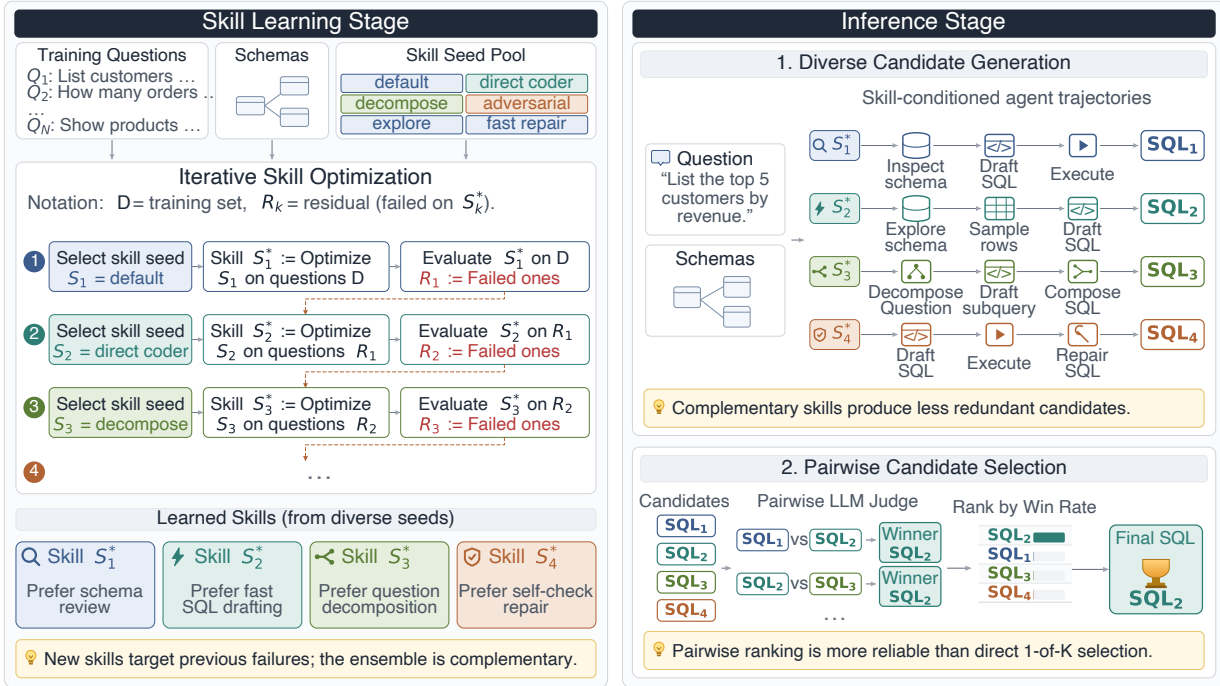 Skill Learning Stage
Training Questions
Q1: List customers …
Q2: How many orders …
…
QN: Show products …
Schemas
Skill Seed Pool
default
direct coder
decompose
adversarial
explore
fast repair
Iterative Skill Optimization
Notation: D = training set, Rk = residual (failed on S*k).
1
Select skill seed
S1 = default
Skill S*1 := Optimize
S1 on questions D
Evaluate S*1 on D
R1 := Failed ones
2
Select skill seed
S2 = direct coder
Skill S*2 := Optimize
S2 on questions R1
Evaluate S*2 on R1
R2 := Failed ones
3
Select skill seed
S3 = decompose
Skill S*3 := Optimize
S3 on questions R2
Evaluate S*3 on R2
R3 := Failed ones
4
...
Learned Skills (from diverse seeds)
Skill S*1
Prefer schema
review
Skill S*2
Prefer fast
SQL drafting
Skill S*3
Prefer question
decomposition
Skill S*4
Prefer self-check
repair
New skills target previous failures; the ensemble is complementary.
Inference Stage
1. Diverse Candidate Generation
Skill-conditioned agent trajectories
Question
“List the top 5
customers by
revenue.”
Schemas
S*1
Inspect
schema
</>
Draft
SQL
Execute
SQL1
S*2
Explore
schema
Sample
rows
</>
Draft
SQL
SQL2
S*3
Decompose
Question
</>
Draft
subquery
Compose
SQL
SQL3
S*4
</>
Draft
SQL
Execute
Repair
SQL
SQL4
Complementary skills produce less redundant candidates.
2. Pairwise Candidate Selection
Candidates
SQL1
SQL2
SQL3
SQL4
Pairwise LLM Judge
SQL1 vs SQL2
Winner
SQL2
SQL2 vs SQL3
Winner
SQL2
...
Rank by Win Rate
SQL2
SQL1
SQL3
SQL4
Final SQL
SQL2
Pairwise ranking is more reliable than direct 1-of-K selection.